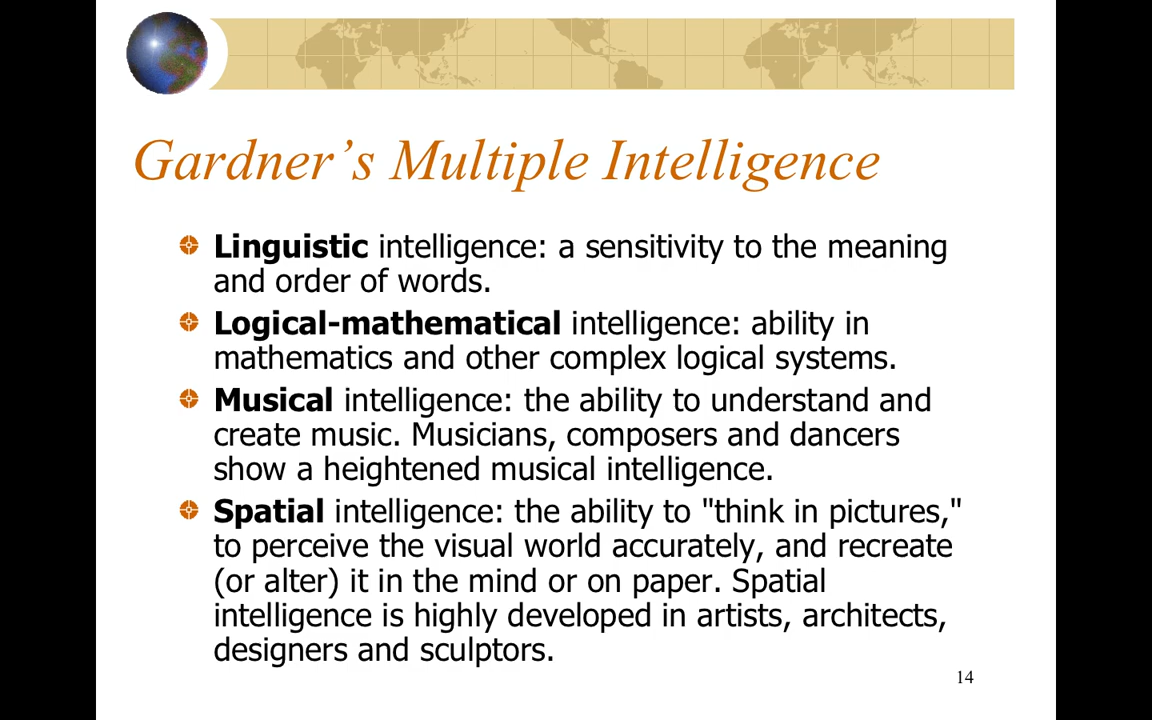 Gardner’s Multiple Intelligence
Linguistic intelligence: a sensitivity to the meaning
and order of words.
Logical-mathematical intelligence: ability in
mathematics and other complex logical systems.
Musical intelligence: the ability to understand and
create music. Musicians, composers and dancers
show a heightened musical intelligence.
Spatial intelligence: the ability to "think in pictures,"
to perceive the visual world accurately, and recreate
(or alter) it in the mind or on paper. Spatial
intelligence is highly developed in artists, architects,
designers and sculptors.
14